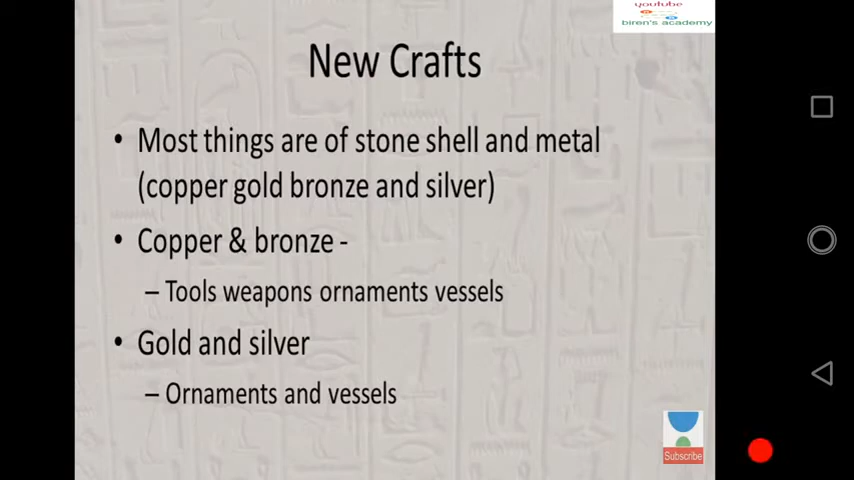 youtube
biren's academy
New Crafts
• Most things are of stone shell and metal
(copper gold bronze and silver)
• Copper & bronze -
– Tools weapons ornaments vessels
• Gold and silver
– Ornaments and vessels
Subscribe